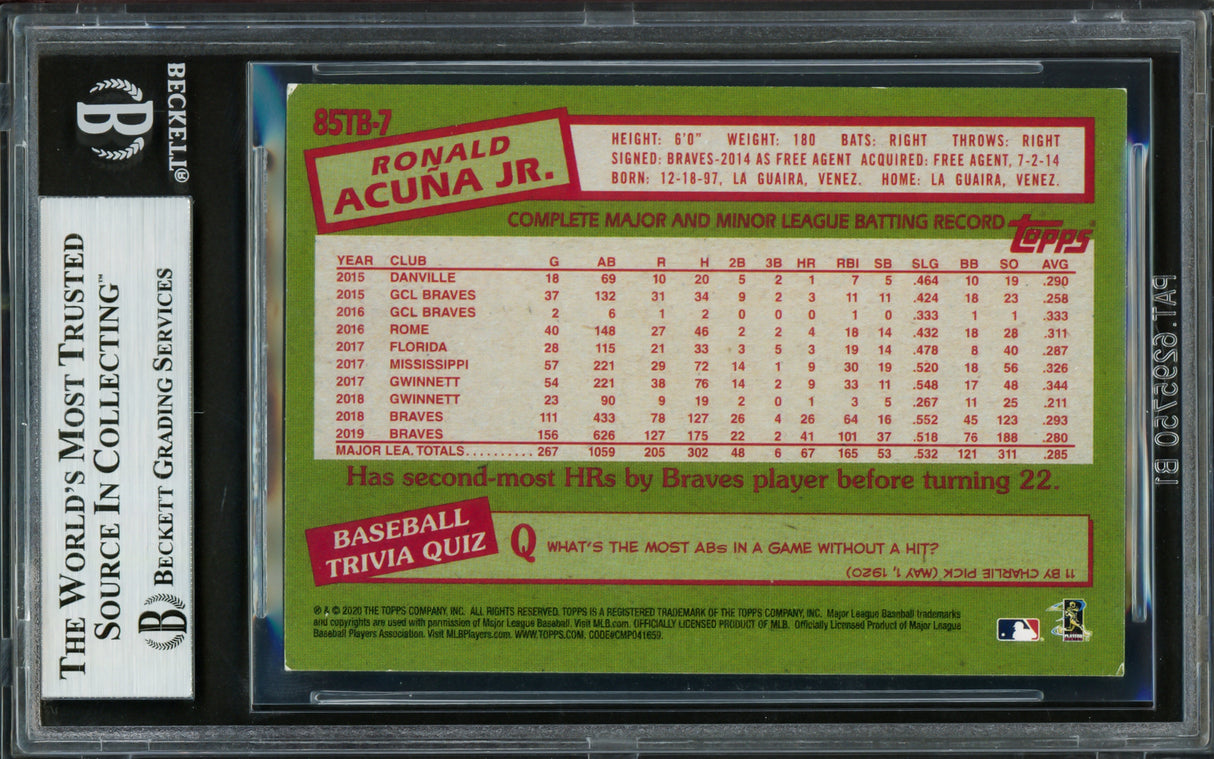 BECKETT®
THE WORLD'S MOST TRUSTED
SOURCE IN COLLECTING™
BECKETT GRADING SERVICES
85TB-7
RONALD
ACUÑA JR.
HEIGHT: 6'0" WEIGHT: 180 BATS: RIGHT THROWS: RIGHT
SIGNED: BRAVES-2014 AS FREE AGENT ACQUIRED: FREE AGENT, 7-2-14
BORN: 12-18-97, LA GUAIRA, VENEZ. HOME: LA GUAIRA, VENEZ.
COMPLETE MAJOR AND MINOR LEAGUE BATTING RECORD
Topps®
YEAR CLUB G AB R H 2B 3B HR RBI SB SLG BB SO AVG
2015 DANVILLE 18 69 10 20 5 2 1 7 5 .464 10 19 .290
2015 GCL BRAVES 37 132 31 34 9 2 3 11 11 .424 18 23 .258
2016 GCL BRAVES 2 6 1 2 0 0 0 1 0 .333 1 1 .333
2016 ROME 40 148 27 46 2 2 4 18 14 .432 18 28 .311
2017 FLORIDA 28 115 21 33 3 5 3 19 14 .478 8 40 .287
2017 MISSISSIPPI 57 221 29 72 14 1 9 30 19 .520 18 56 .326
2017 GWINNETT 54 221 38 76 14 2 9 33 11 .548 17 48 .344
2018 GWINNETT 23 90 9 19 2 0 1 3 5 .267 11 25 .211
2018 BRAVES 111 433 78 127 26 4 26 64 16 .552 45 123 .293
2019 BRAVES 156 626 127 175 22 2 41 101 37 .518 76 188 .280
MAJOR LEA. TOTALS.......... 267 1059 205 302 48 6 67 165 53 .532 121 311 .285
Has second-most HRs by Braves player before turning 22.
BASEBALL
TRIVIA QUIZ
Q WHAT'S THE MOST ABs IN A GAME WITHOUT A HIT?
11 BY CHARLIE PICK (MAY 1, 1920)
℗ & © 2020 THE TOPPS COMPANY, INC. ALL RIGHTS RESERVED. TOPPS IS A REGISTERED TRADEMARK OF THE TOPPS COMPANY, INC. Major League Baseball trademarks
and copyrights are used with permission of Major League Baseball. Visit MLB.com. OFFICIALLY LICENSED PRODUCT OF MLB. Officially Licensed Product of Major League
Baseball Players Association. Visit MLBPlayers.com. WWW.TOPPS.COM. CODE#CMP041659.
PAT. 6295750 B1